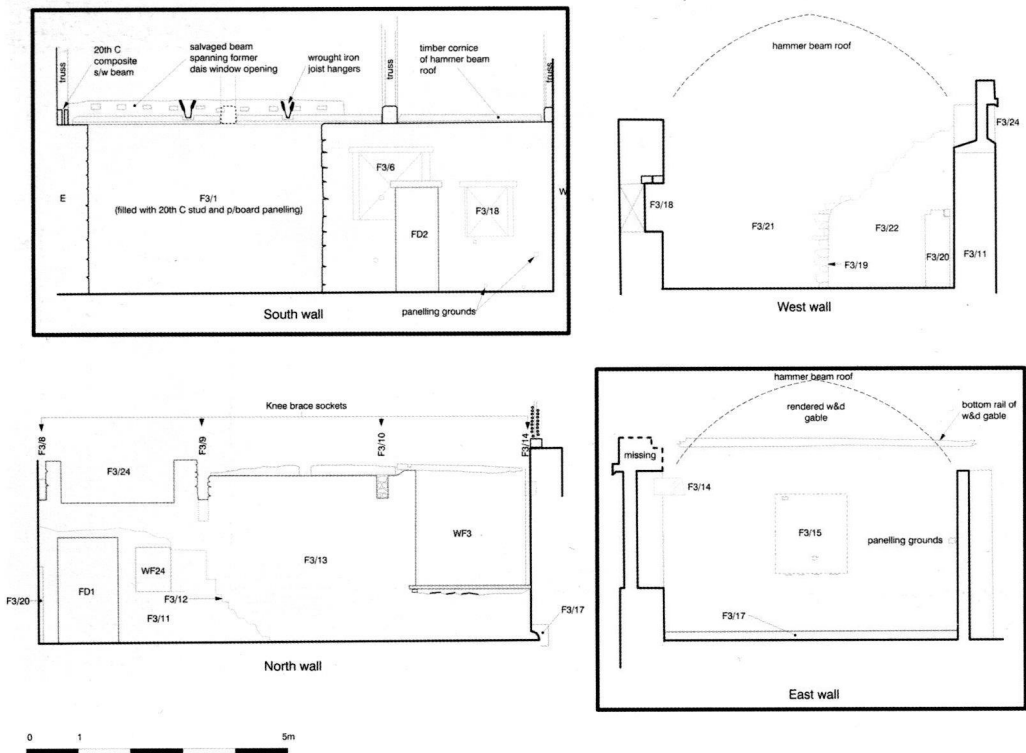 20th C
composite
s/w beam
salvaged beam
spanning former
dais window opening
wrought iron
joist hangers
timber cornice
of hammer beam
roof
truss
truss
truss
F3/6
F3/1
(filled with 20th C stud and p/board panelling)
F3/18
FD2
E
W
panelling grounds
South wall
hammer beam roof
F3/24
F3/18
F3/21
F3/22
F3/20
F3/11
F3/19
West wall
Knee brace sockets
F3/8
F3/9
F3/10
F3/14
F3/24
WF3
F3/13
WF24
FD1
F3/12
F3/20
F3/11
F3/17
North wall
hammer beam roof
rendered w&d
gable
bottom rail of
w&d gable
missing
F3/14
F3/15
panelling grounds
F3/17
East wall
0 1 5m